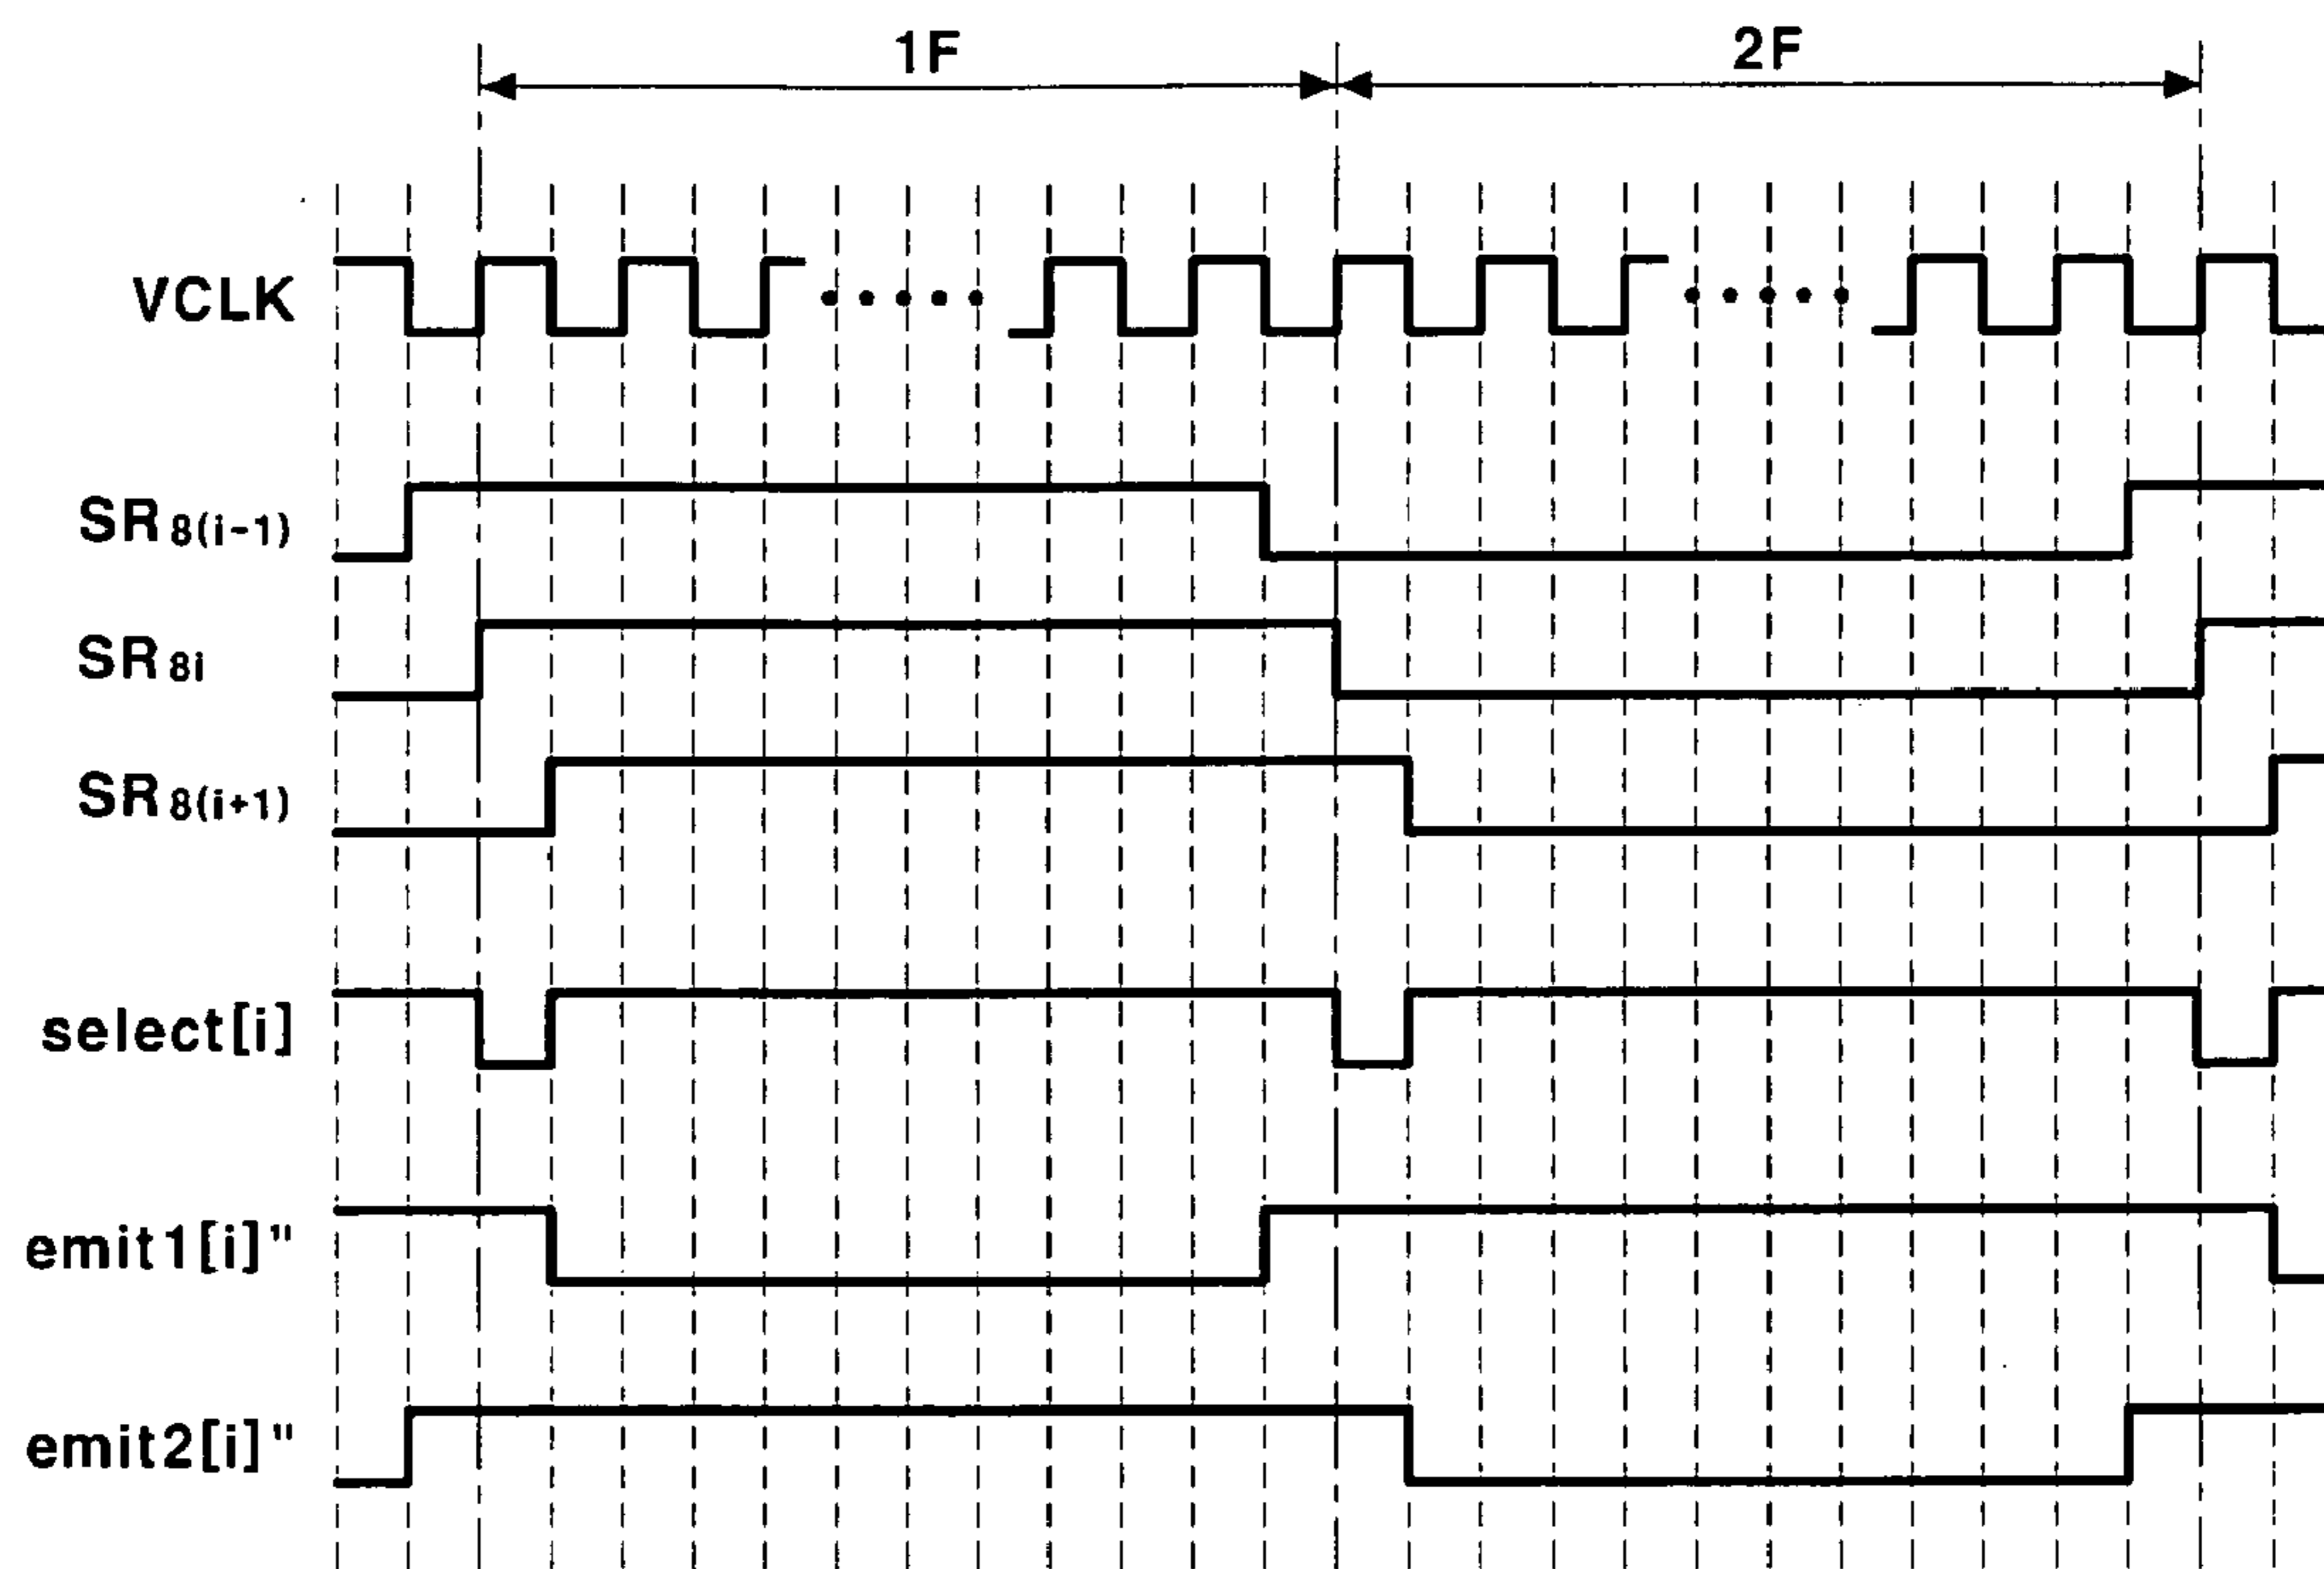 1F
2F
VCLK
SR8(i-1)
SR8i
SR8(i+1)
select[i]
emit1[i]"
emit2[i]"